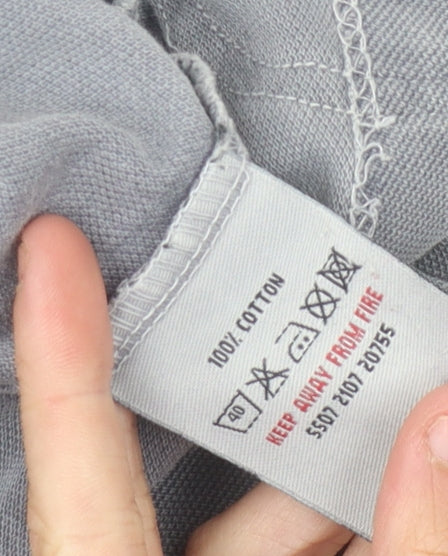 100% COTTON
40
KEEP AWAY FROM FIRE
5507 2107 20755